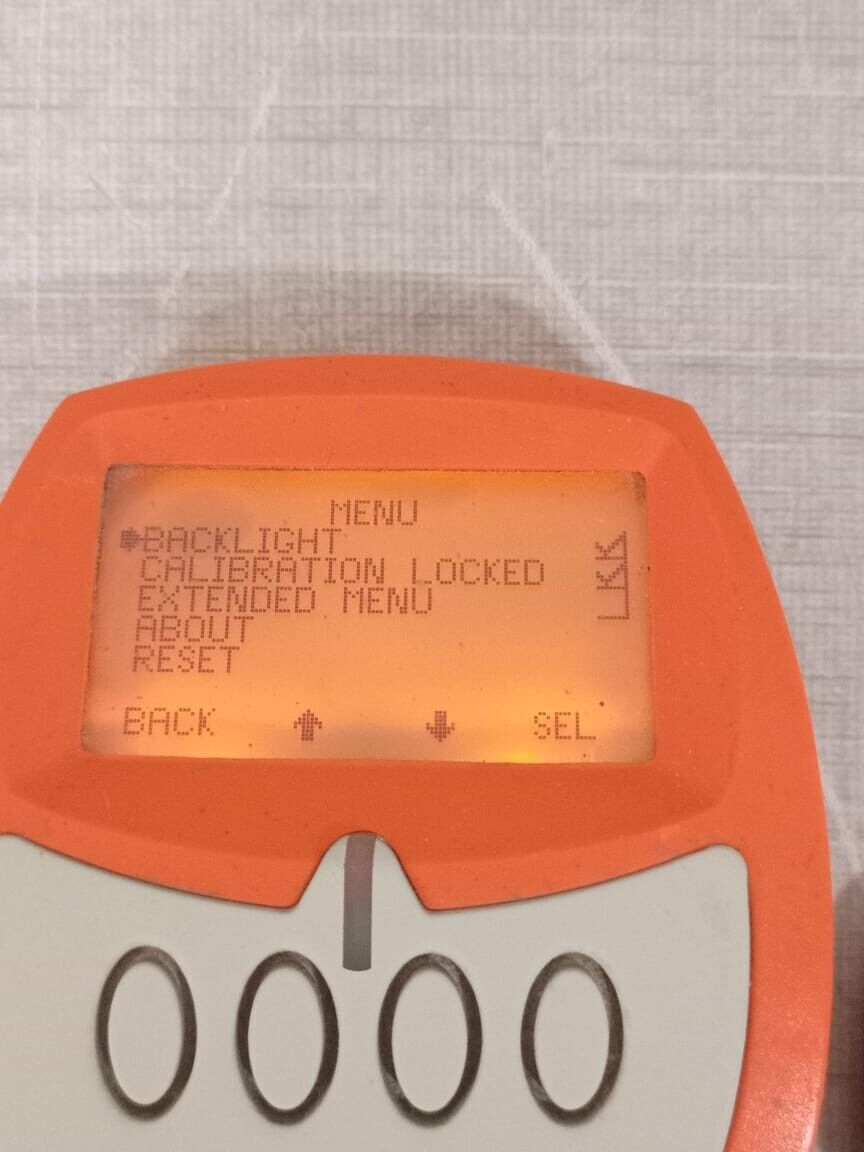 MENU
BACKLIGHT
CALIBRATION LOCKED
EXTENDED MENU
ABOUT
RESET
BACK SEL